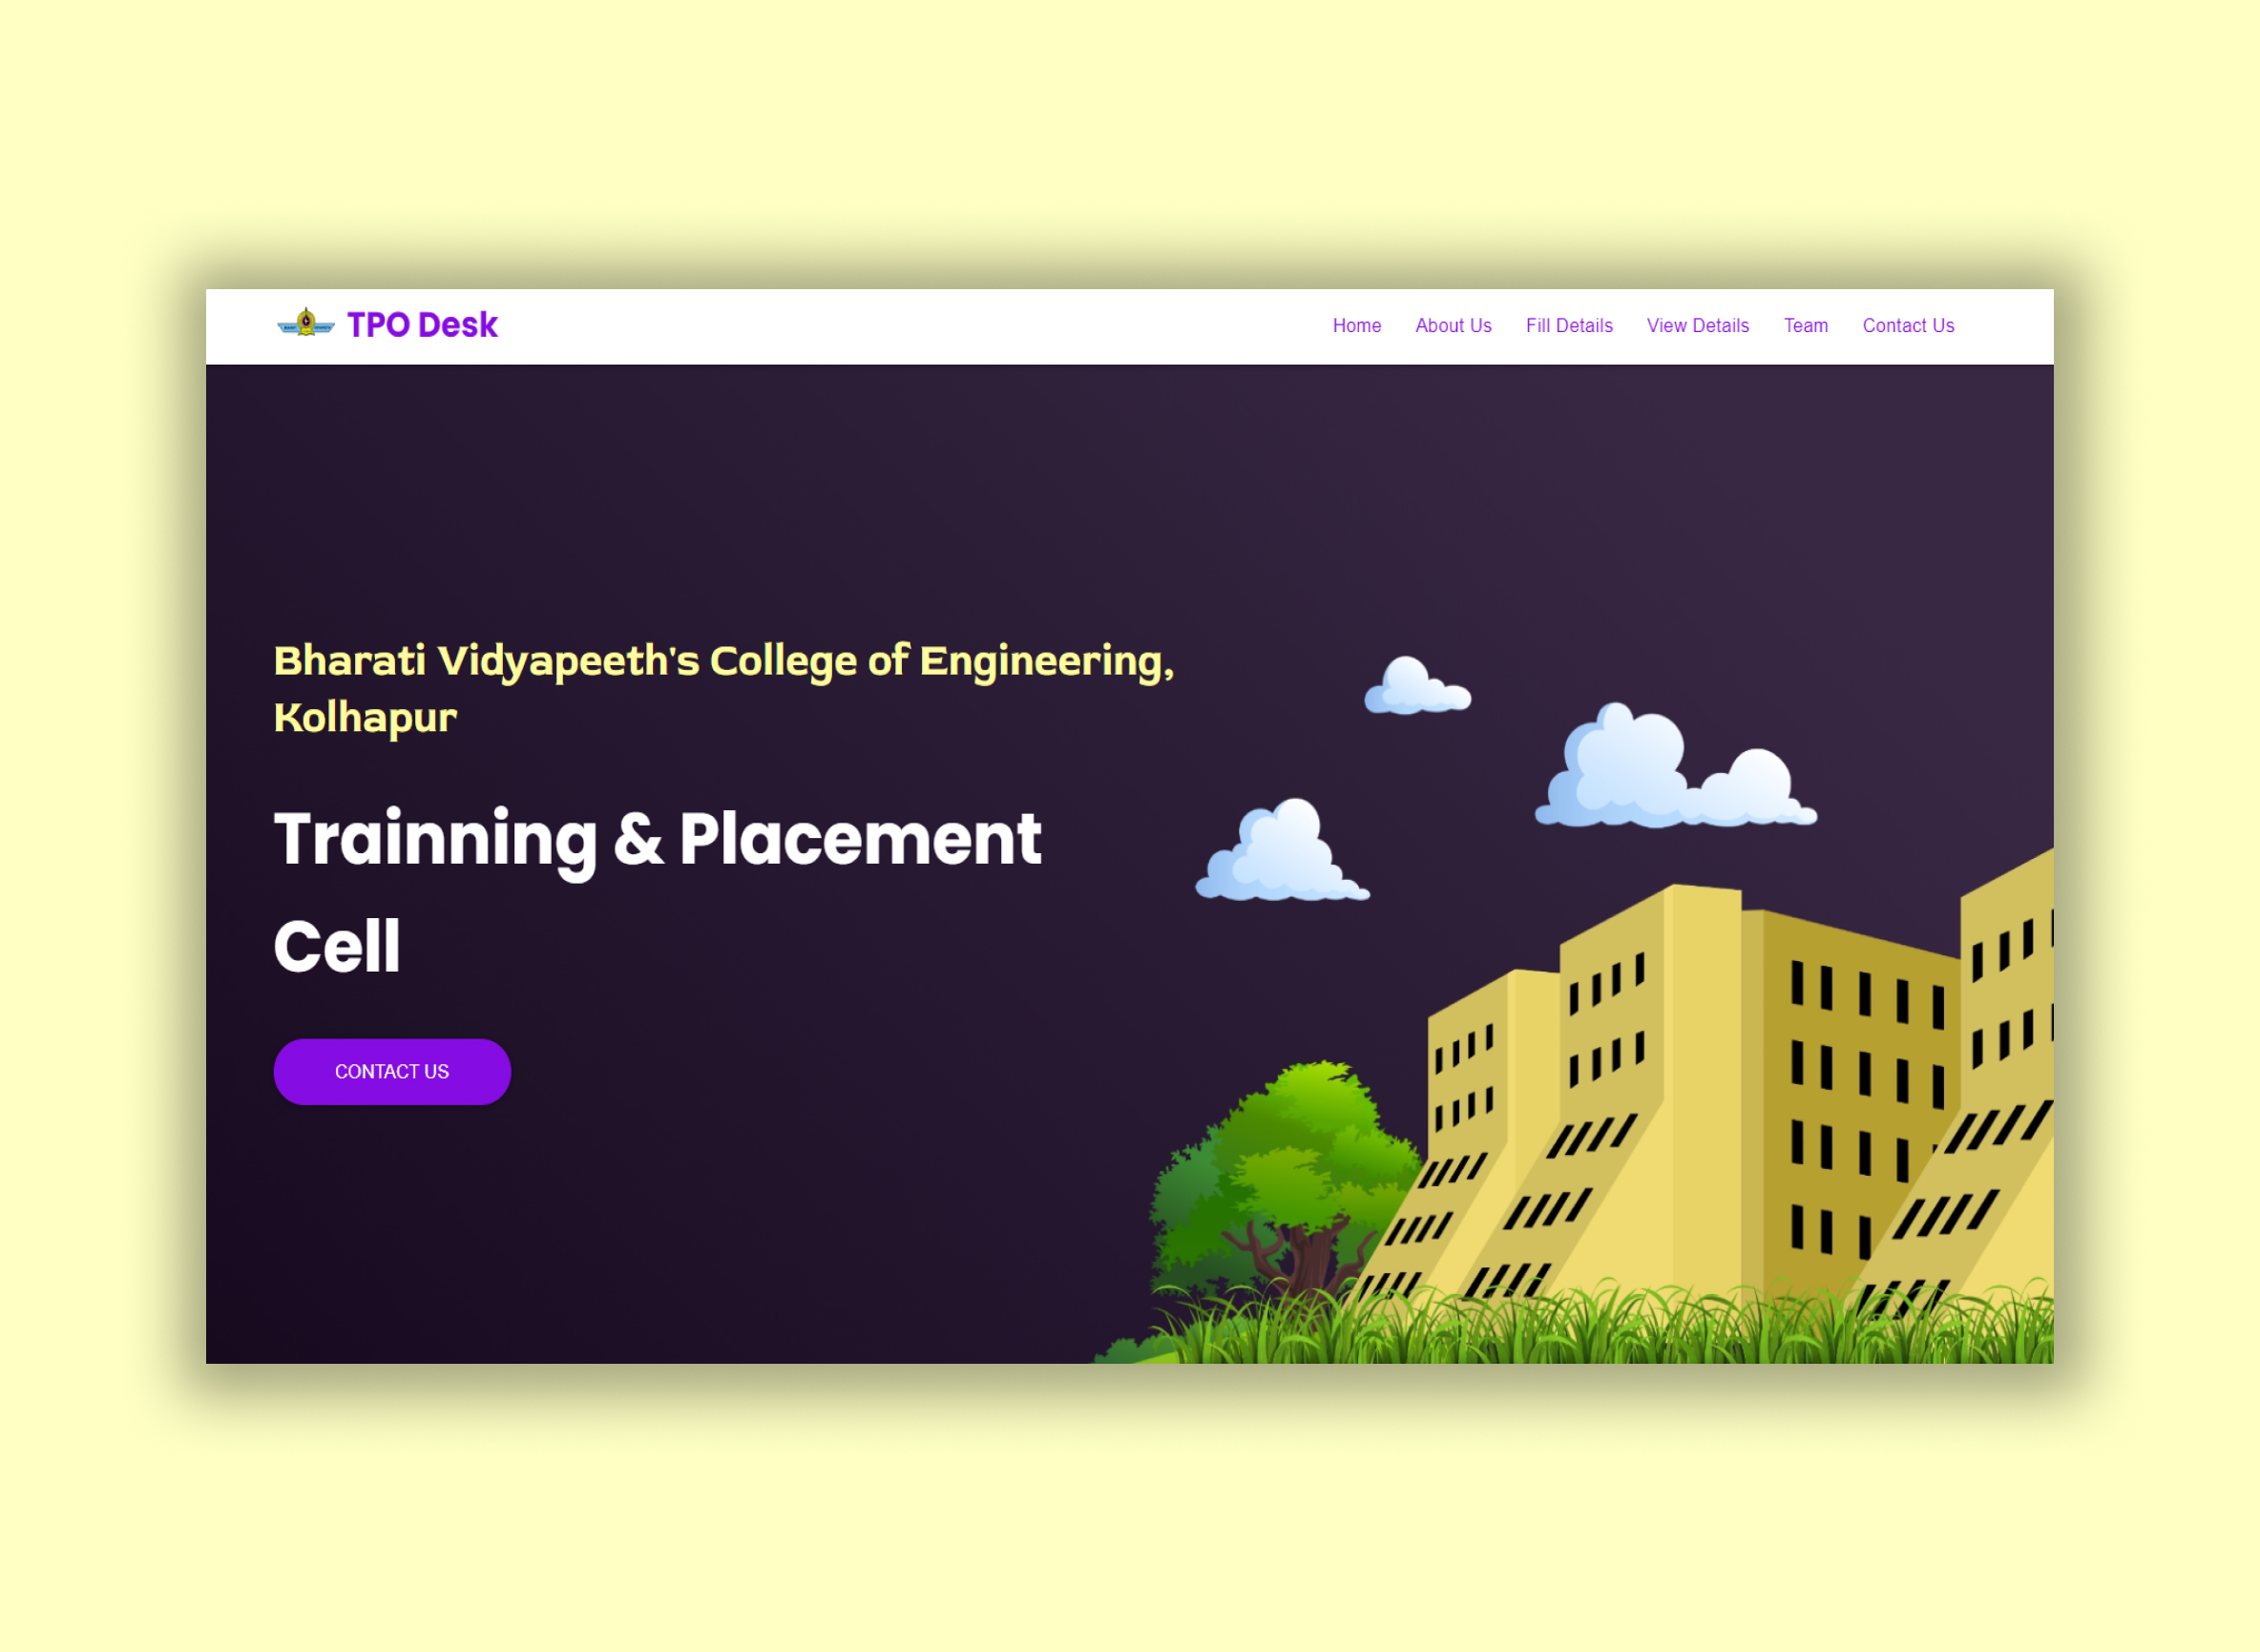 TPO Desk
Home About Us Fill Details View Details Team Contact Us
Bharati Vidyapeeth's College of Engineering,
Kolhapur
Trainning & Placement
Cell
CONTACT US